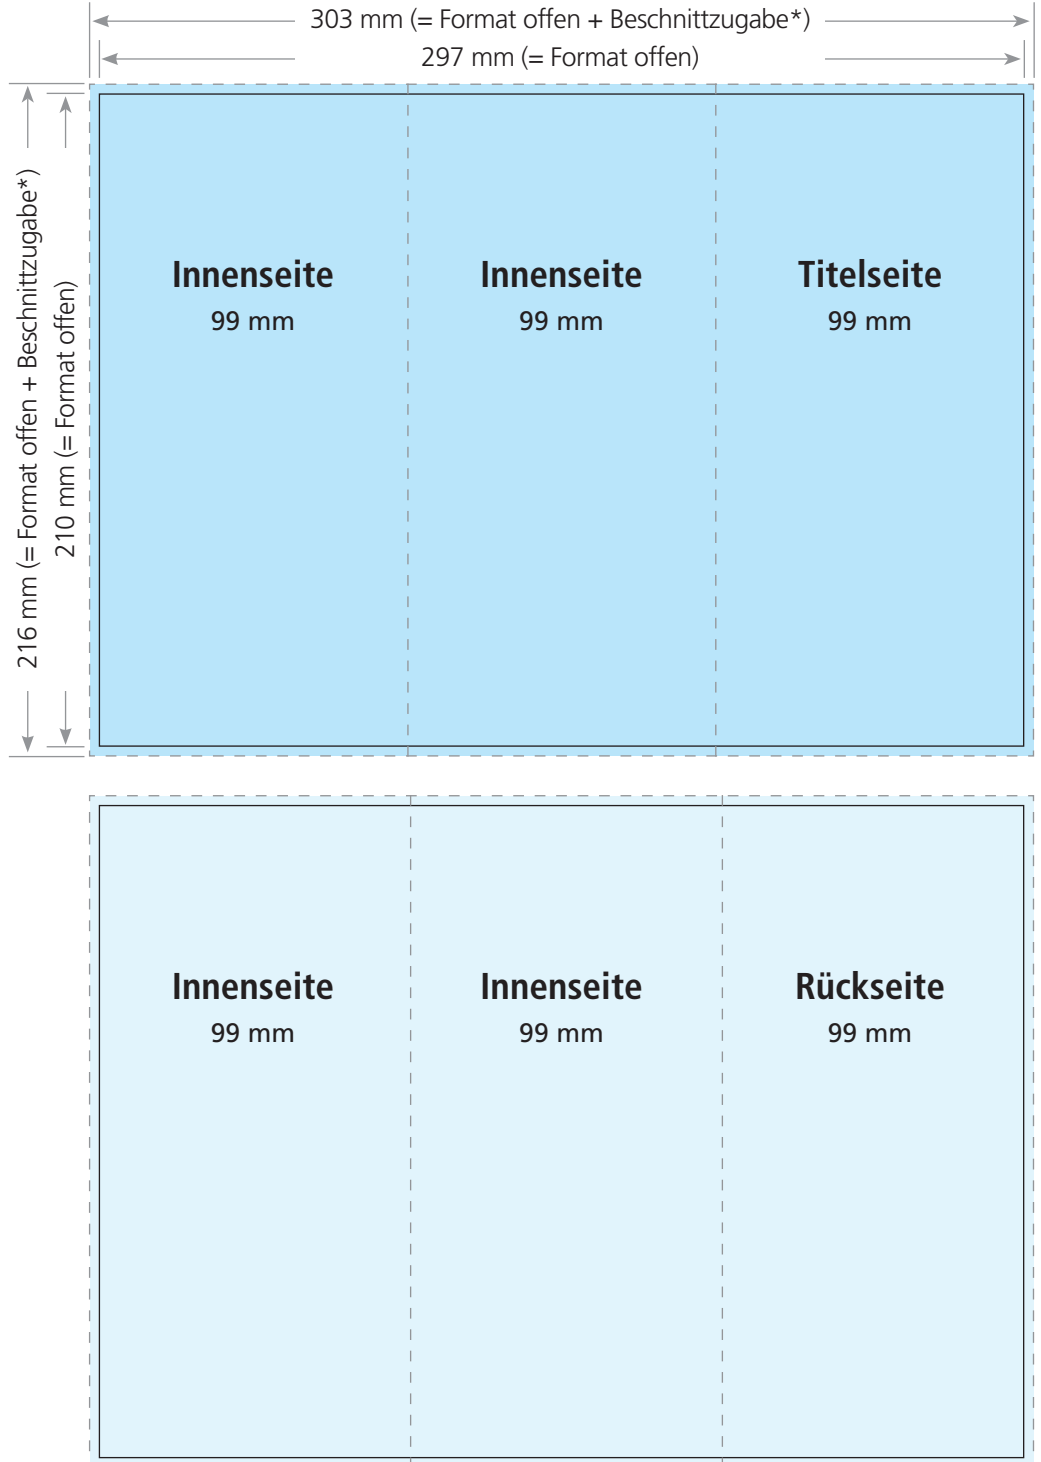 303 mm (= Format offen + Beschnittzugabe*)
297 mm (= Format offen)
216 mm (= Format offen + Beschnittzugabe*)
210 mm (= Format offen)
Innenseite Innenseite Titelseite
99 mm 99 mm 99 mm
Innenseite Innenseite Rückseite
99 mm 99 mm 99 mm